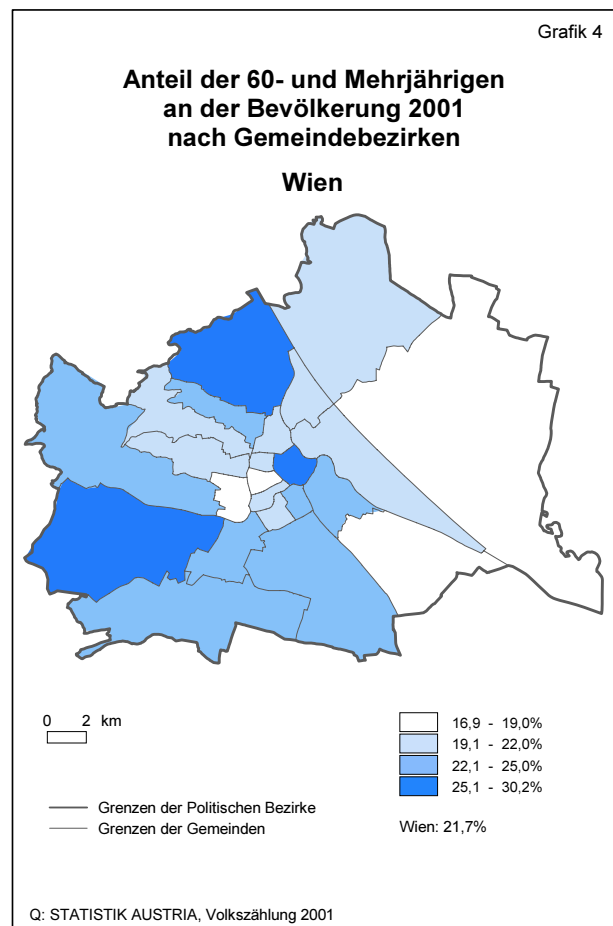 Grafik 4
Anteil der 60- und Mehrjährigen
an der Bevölkerung 2001
nach Gemeindebezirken
Wien
0 2 km
16,9 - 19,0%
19,1 - 22,0%
22,1 - 25,0%
25,1 - 30,2%
Grenzen der Politischen Bezirke
Grenzen der Gemeinden
Wien: 21,7%
Q: STATISTIK AUSTRIA, Volkszählung 2001